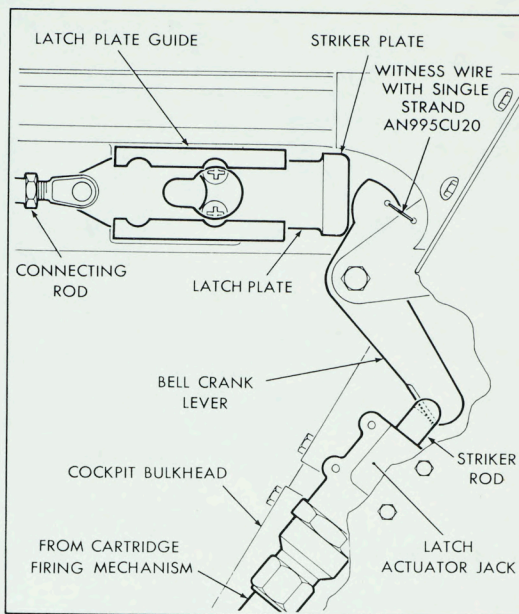 LATCH PLATE GUIDE
STRIKER PLATE
WITNESS WIRE
WITH SINGLE
STRAND
AN995CU20
CONNECTING
ROD
LATCH PLATE
BELL CRANK
LEVER
COCKPIT BULKHEAD
STRIKER
ROD
FROM CARTRIDGE
FIRING MECHANISM
LATCH
ACTUATOR JACK